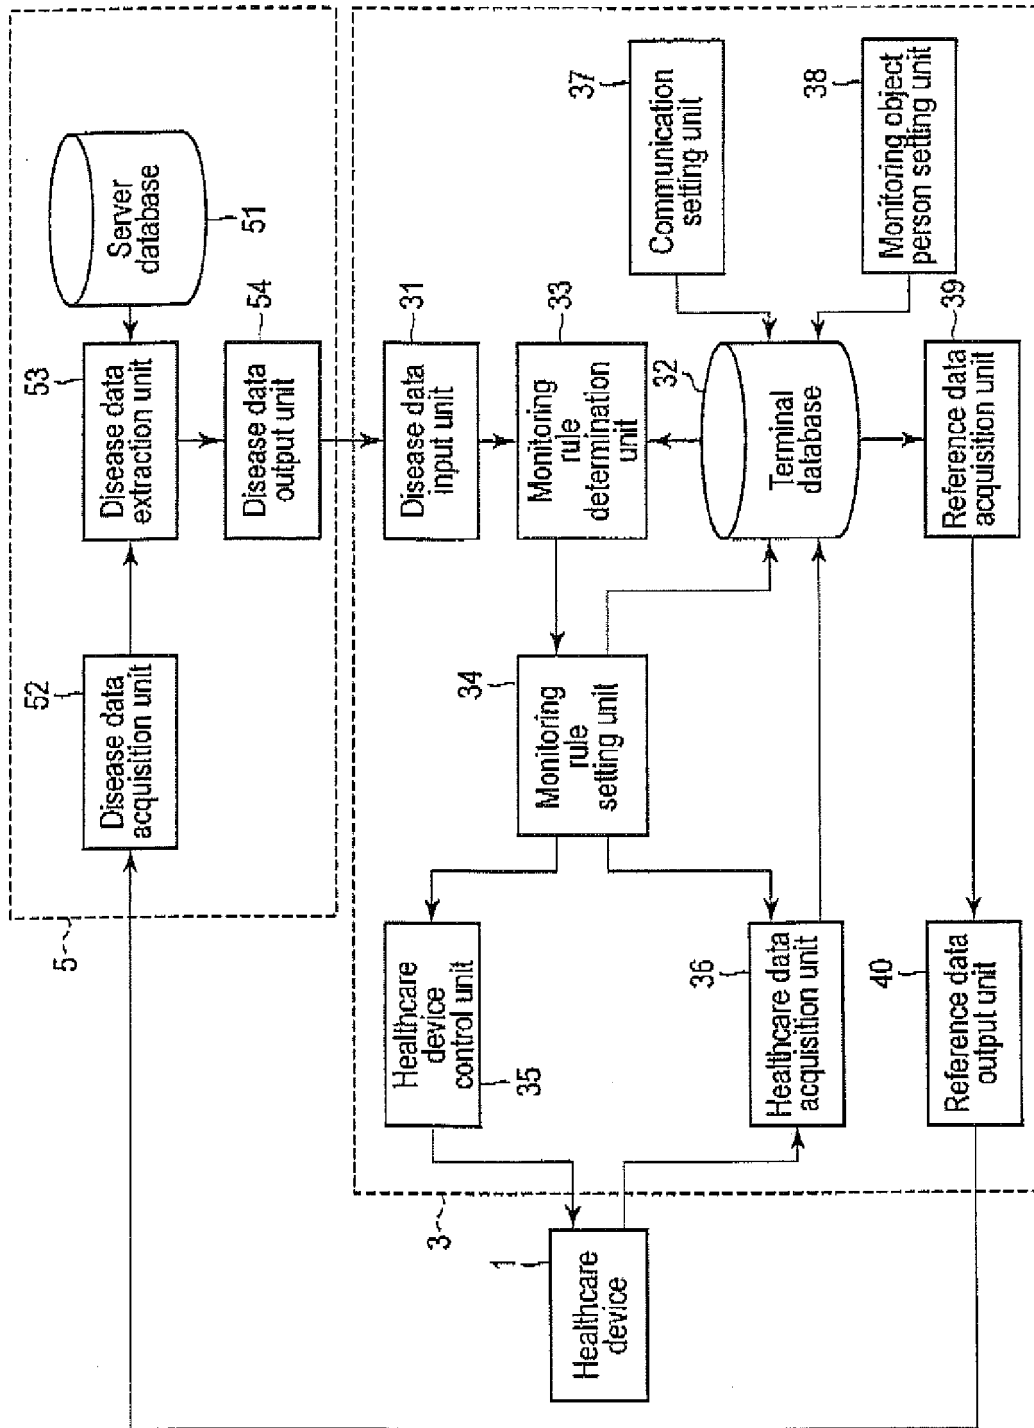 5
52
Disease data
acquisition unit
53
Disease data
extraction unit
Server
database
51
54
Disease data
output unit
3
1
Healthcare
device
Healthcare
device
control unit
35
34
Monitoring
rule
setting unit
31
Disease data
input unit
33
Monitoring
rule
determination
unit
37
Communication
setting unit
36
Healthcare data
acquisition unit
32
Terminal
database
38
Monitoring object
person setting unit
40
Reference data
output unit
39
Reference data
acquisition unit